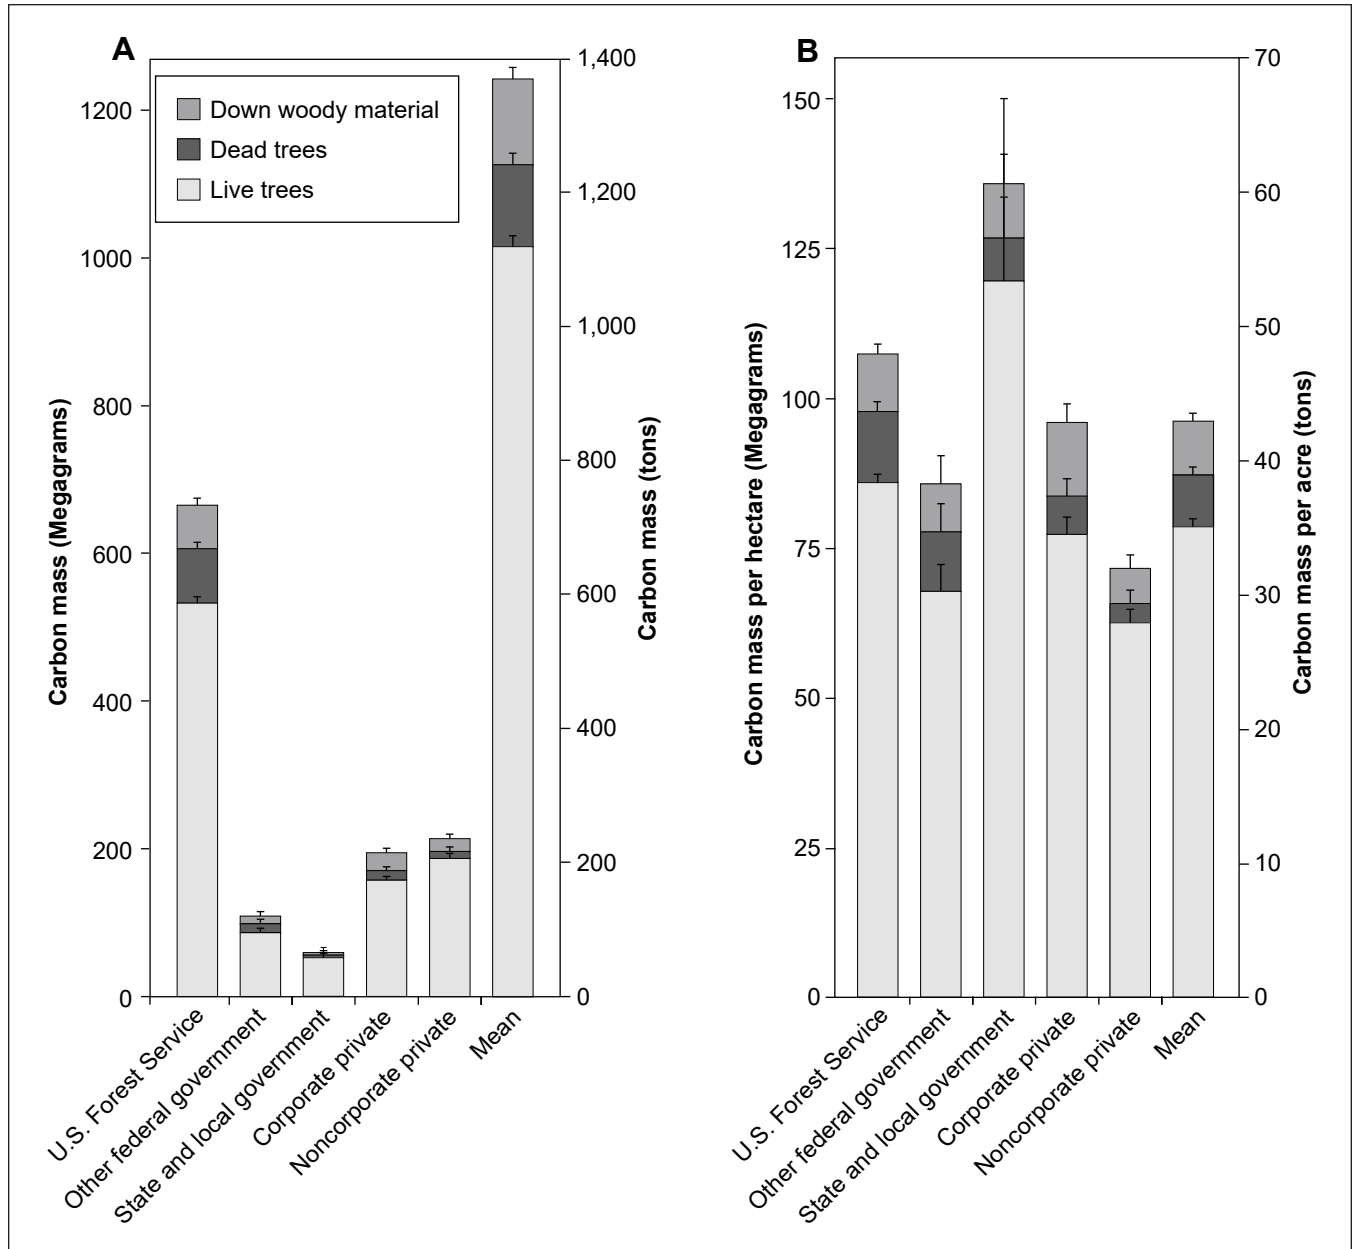 A
Down woody material
Dead trees
Live trees
Carbon mass (Megagrams)
1200
1000
800
600
400
200
0
1,400
1,200
1,000
800
600
400
200
0
Carbon mass (tons)
U.S. Forest Service
Other federal government
State and local government
Corporate private
Noncorporate private
Mean
B
Carbon mass per hectare (Megagrams)
150
125
100
75
50
25
0
70
60
50
40
30
20
10
0
Carbon mass per acre (tons)
U.S. Forest Service
Other federal government
State and local government
Corporate private
Noncorporate private
Mean